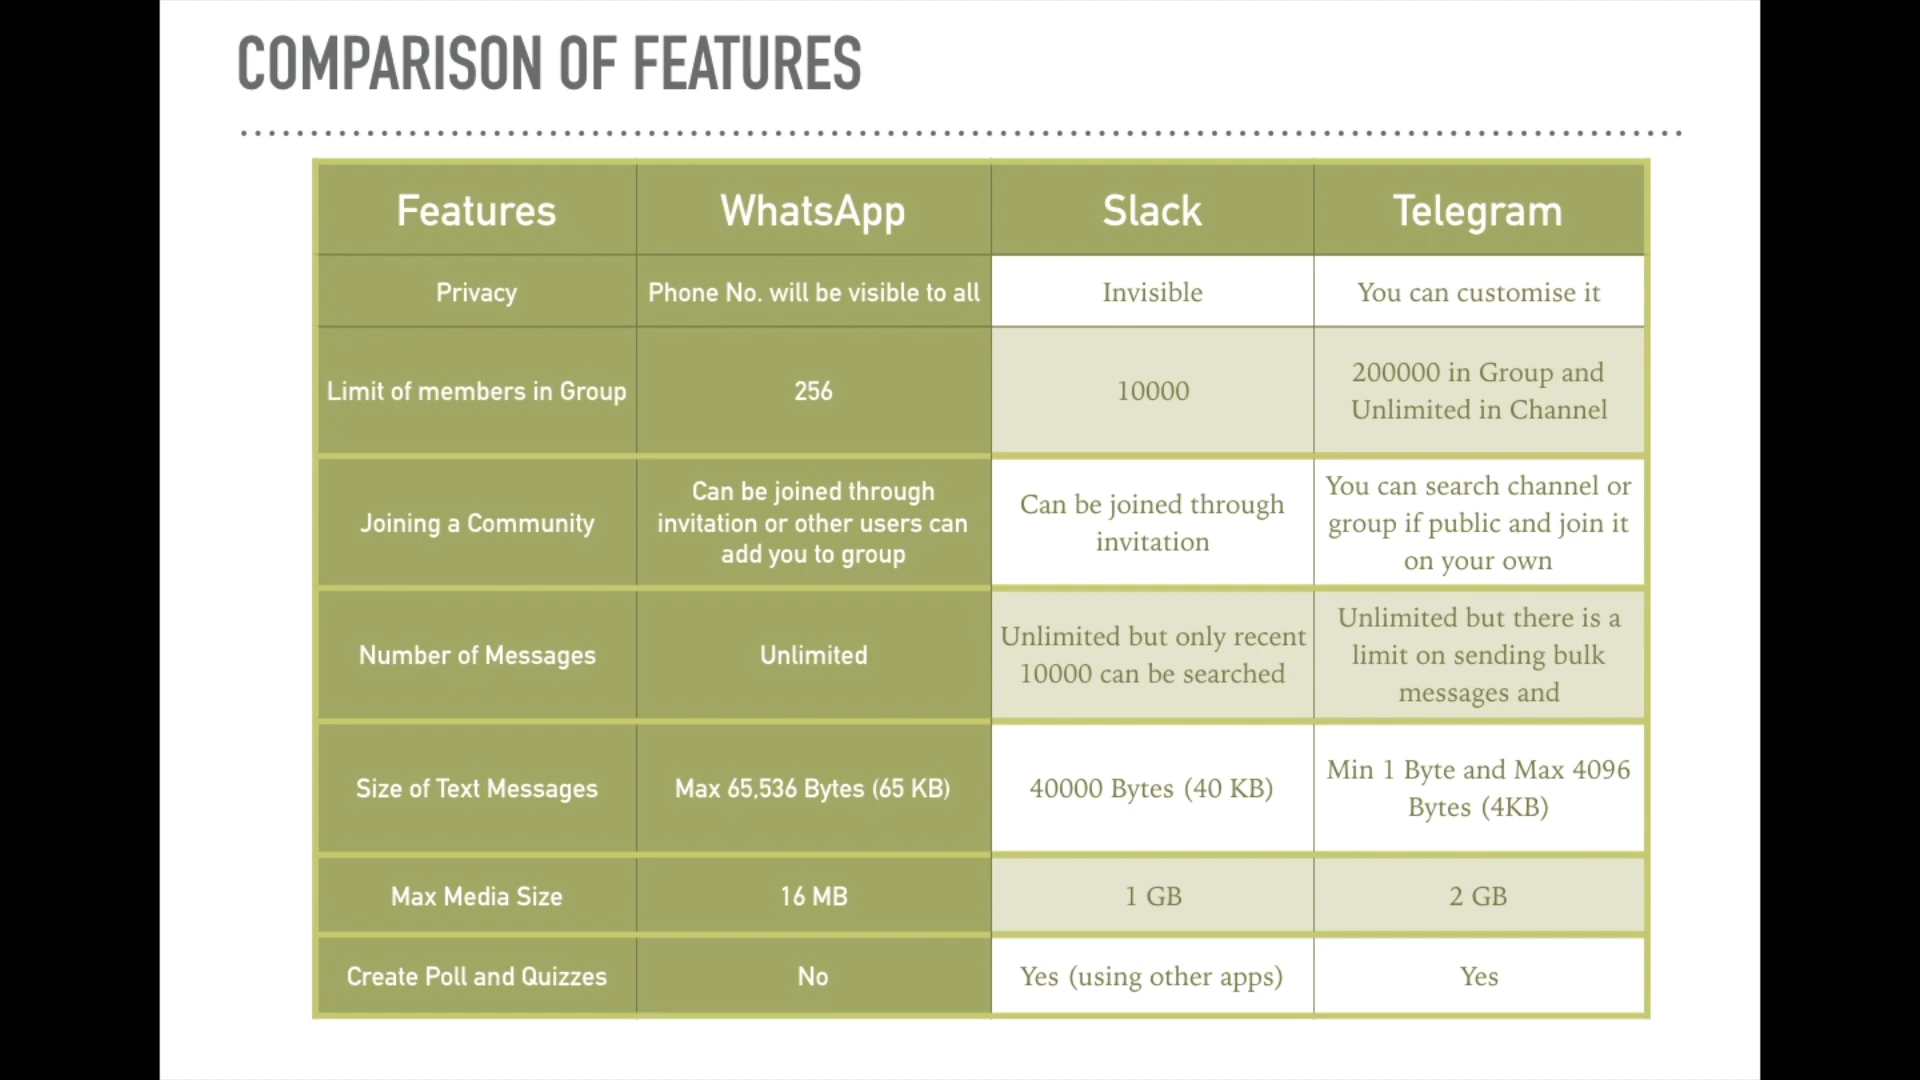 COMPARISON OF FEATURES
Features WhatsApp Slack Telegram
Privacy Phone No. will be visible to all Invisible You can customise it
Limit of members in Group 256 10000 200000 in Group and
Unlimited in Channel
Joining a Community
Can be joined through
invitation or other users can
add you to group
Can be joined through
invitation
You can search channel or
group if public and join it
on your own
Number of Messages
Unlimited
Unlimited but only recent
10000 can be searched
Unlimited but there is a
limit on sending bulk
messages and
Size of Text Messages
Max 65,536 Bytes (65 KB)
40000 Bytes (40 KB)
Min 1 Byte and Max 4096
Bytes (4KB)
Max Media Size 16 MB 1 GB 2 GB
Create Poll and Quizzes No Yes (using other apps) Yes